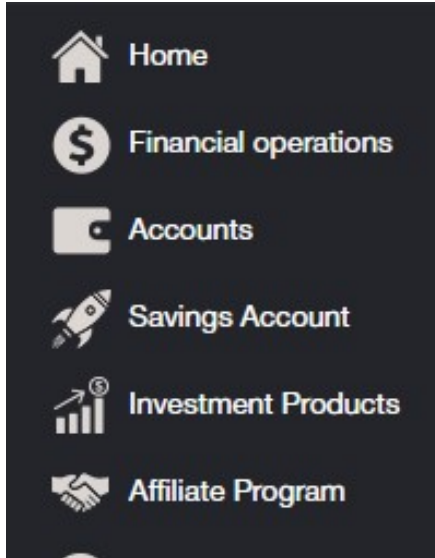 Home
Financial operations
Accounts
Savings Account
Investment Products
Affiliate Program